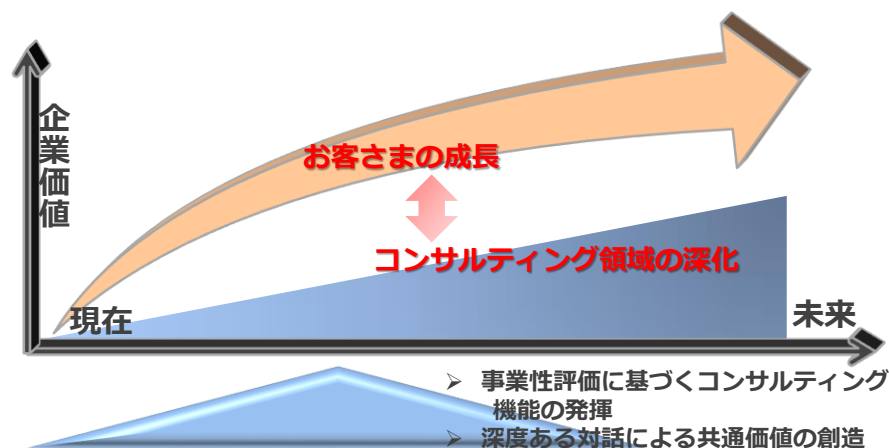 企業価値
お客さまの成長
コンサルティング領域の深化
現在
未来
➢ 事業性評価に基づくコンサルティング
機能の発揮
➢ 深度ある対話による共通価値の創造